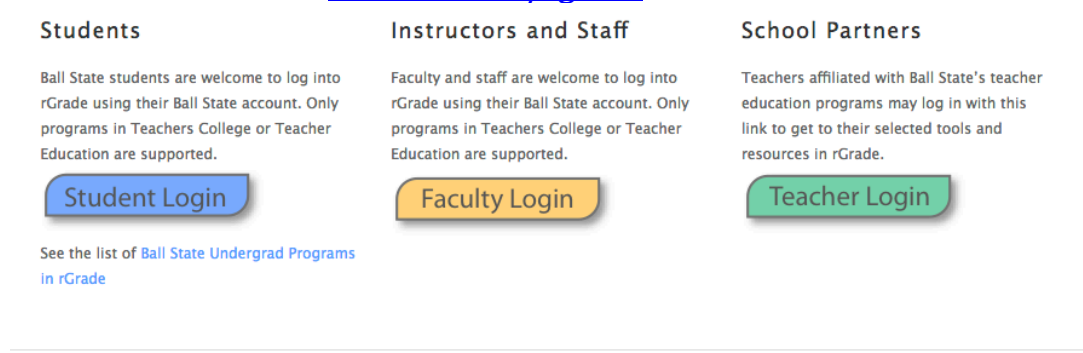 Students
Ball State students are welcome to log into
rGrade using their Ball State account. Only
programs in Teachers College or Teacher
Education are supported.
Student Login
See the list of Ball State Undergrad Programs
in rGrade
Instructors and Staff
Faculty and staff are welcome to log into
rGrade using their Ball State account. Only
programs in Teachers College or Teacher
Education are supported.
Faculty Login
School Partners
Teachers affiliated with Ball State's teacher
education programs may log in with this
link to get to their selected tools and
resources in rGrade.
Teacher Login